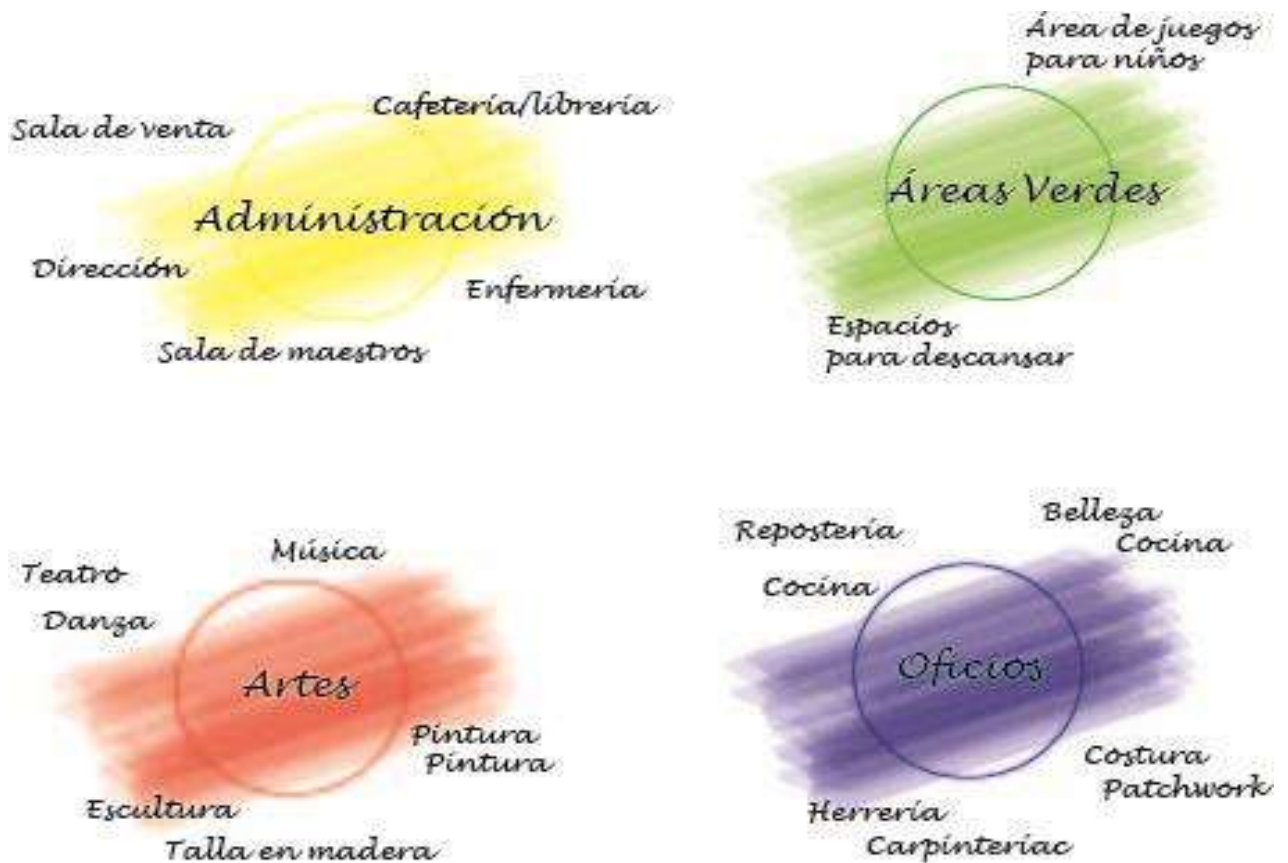 Sala de venta
Cafetería/librería
Administración
Dirección
Enfermería
Sala de maestros
Área de juegos
para niños
Áreas Verdes
Espacios
para descansar
Música
Teatro
Danza
Artes
Pintura
Pintura
Escultura
Talla en madera
Repostería
Belleza
Cocina
Cocina
Oficios
Costura
Patchwork
Herrería
Carpinteríac